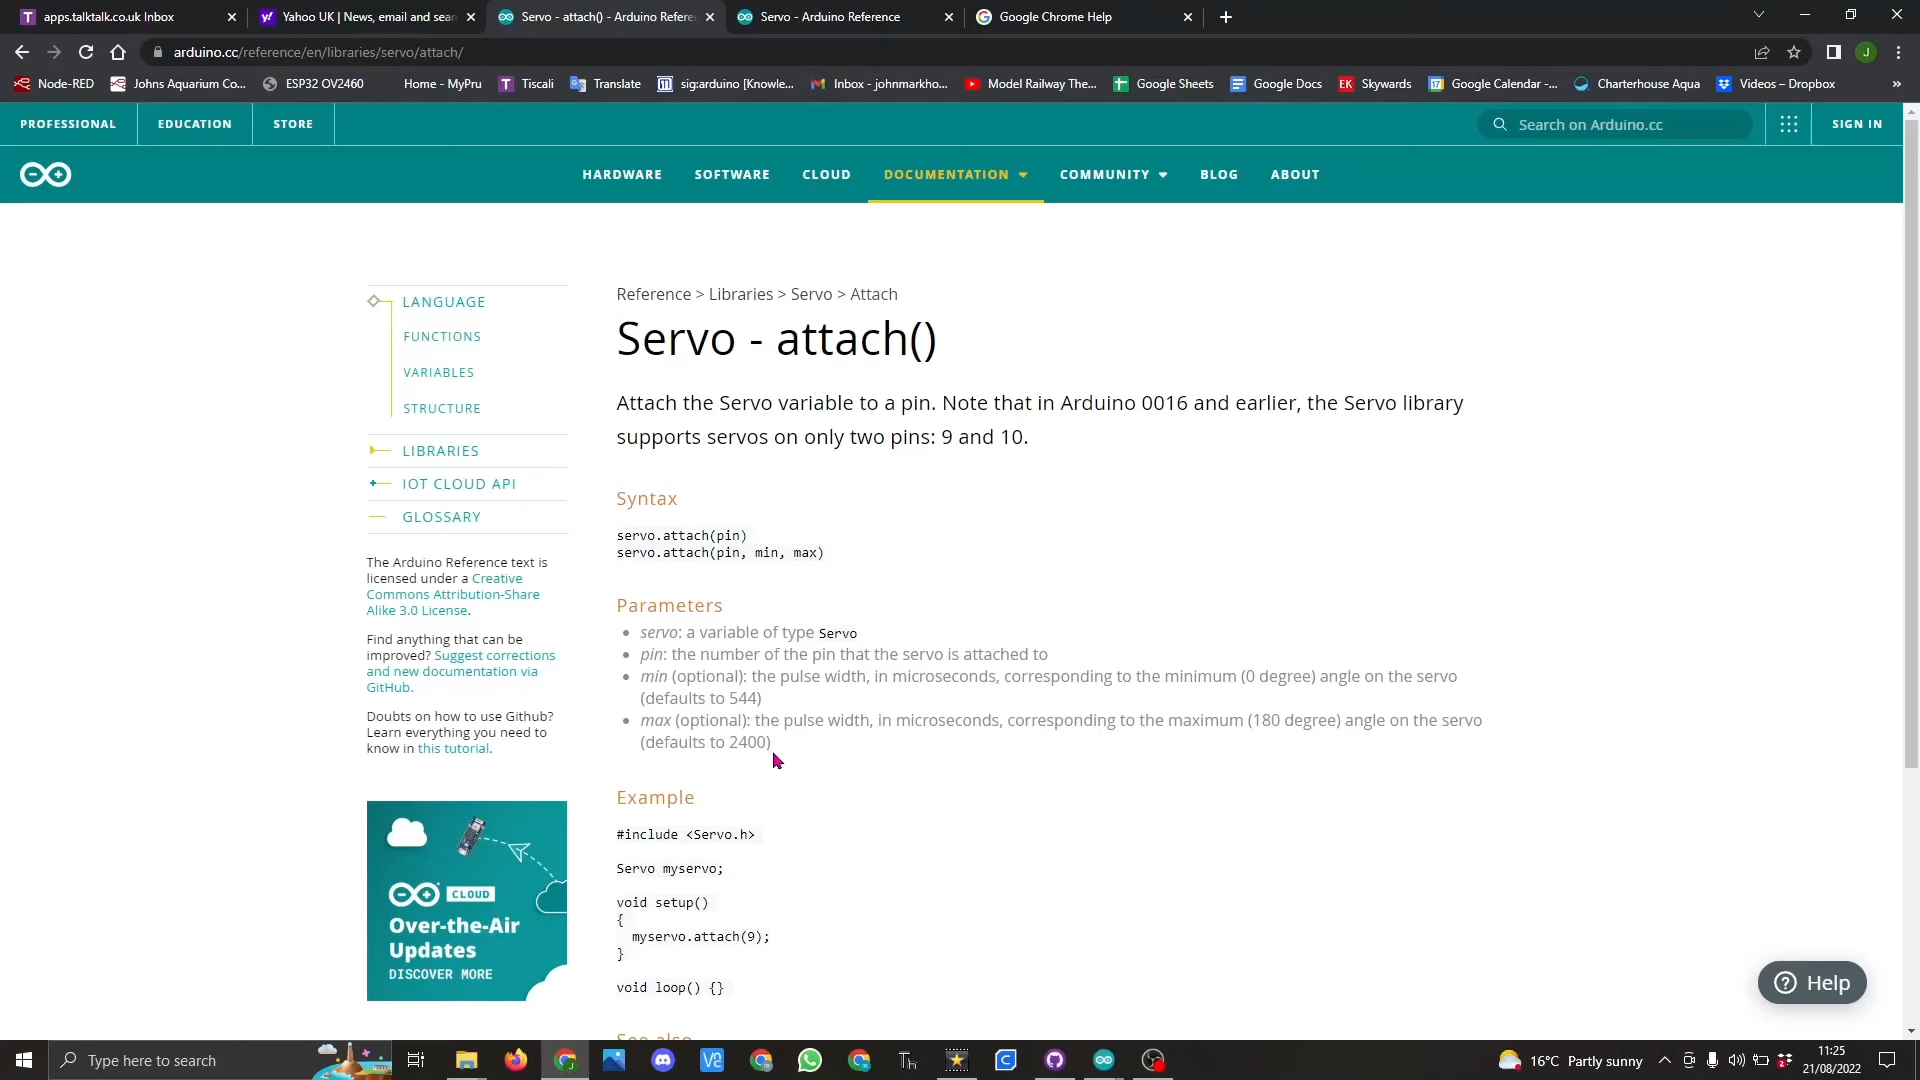 apps.talktalk.co.uk Inbox
Yahoo UK | News, email and sear
Servo - attach() - Arduino Refere
Servo - Arduino Reference
Google Chrome Help
arduino.cc/reference/en/libraries/servo/attach/
J
Node-RED
Johns Aquarium Co...
ESP32 OV2460
Home - MyPru
Tiscali
Translate
sig:arduino [Knowle...
Inbox - johnmarkho...
Model Railway The...
Google Sheets
Google Docs
EK Skywards
Google Calendar -...
Charterhouse Aqua
Videos – Dropbox
»
PROFESSIONAL
EDUCATION
STORE
Search on Arduino.cc
SIGN IN
HARDWARE
SOFTWARE
CLOUD
DOCUMENTATION
COMMUNITY
BLOG
ABOUT
LANGUAGE
FUNCTIONS
VARIABLES
STRUCTURE
LIBRARIES
IOT CLOUD API
GLOSSARY
The Arduino Reference text is
licensed under a Creative
Commons Attribution-Share
Alike 3.0 License.
Find anything that can be
improved? Suggest corrections
and new documentation via
GitHub.
Doubts on how to use Github?
Learn everything you need to
know in this tutorial.
CLOUD
Over-the-Air
Updates
DISCOVER MORE
Reference > Libraries > Servo > Attach
Servo - attach()
Attach the Servo variable to a pin. Note that in Arduino 0016 and earlier, the Servo library
supports servos on only two pins: 9 and 10.
Syntax
servo.attach(pin)
servo.attach(pin, min, max)
Parameters
servo: a variable of type Servo
pin: the number of the pin that the servo is attached to
min (optional): the pulse width, in microseconds, corresponding to the minimum (0 degree) angle on the servo
(defaults to 544)
max (optional): the pulse width, in microseconds, corresponding to the maximum (180 degree) angle on the servo
(defaults to 2400)
Example
#include <Servo.h>
Servo myservo;
void setup()
{
myservo.attach(9);
}
void loop() {}
See also
Help
Type here to search
16°C Partly sunny
11:25
21/08/2022